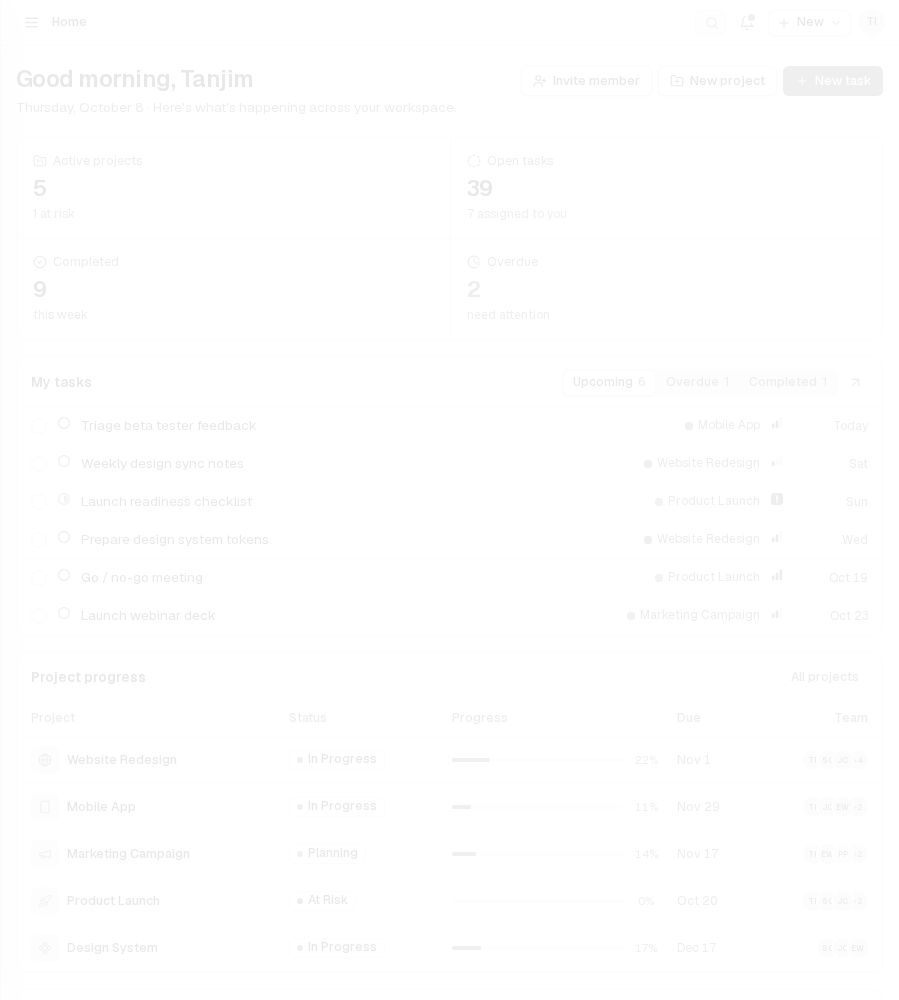 Home
New
TI
Good morning, Tanjim
Invite member
New project
New task
Thursday, October 8 · Here's what's happening across your workspace.
Active projects
5
1 at risk
Open tasks
39
7 assigned to you
Completed
9
this week
Overdue
2
need attention
My tasks
Upcoming 6
Overdue 1
Completed 1
Triage beta tester feedback
Mobile App
Today
Weekly design sync notes
Website Redesign
Sat
Launch readiness checklist
Product Launch
Sun
Prepare design system tokens
Website Redesign
Wed
Go / no-go meeting
Product Launch
Oct 19
Launch webinar deck
Marketing Campaign
Oct 23
Project progress
All projects
Project Status Progress Due Team
Website Redesign In Progress 22% Nov 1 TI
Mobile App In Progress 11% Nov 29 TI EW
Marketing Campaign Planning 14% Nov 17 TI PP
Product Launch At Risk 0% Oct 20 TI
Design System In Progress 17% Dec 17 EW